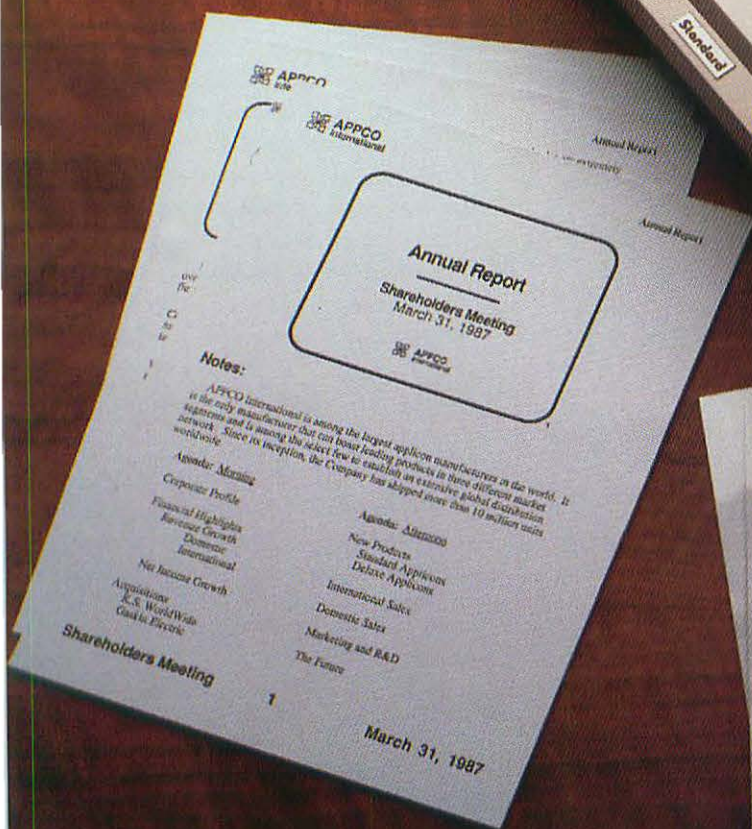 Standard
APPCO
Annual Report
APPCO
International
Annual Report
Annual Report
Shareholders Meeting
March 31, 1987
APPCO
International
Notes:
APPCO International is among the largest applicon manufacturers in the world. It
is the only manufacturer that can boast leading products in three different market
segments and is among the select few to establish an extensive global distribution
network. Since its inception, the Company has shipped more than 10 million units
worldwide.
Agenda: Morning
Corporate Profile
Financial Highlights
Revenue Growth
Domestic
International
Net Income Growth
Acquisitions
K.S. WorldWide
Gaskin Electric
Agenda: Afternoon
New Products
Standard Applicons
Deluxe Applicons
International Sales
Domestic Sales
Marketing and R&D
The Future
Shareholders Meeting
1
March 31, 1987